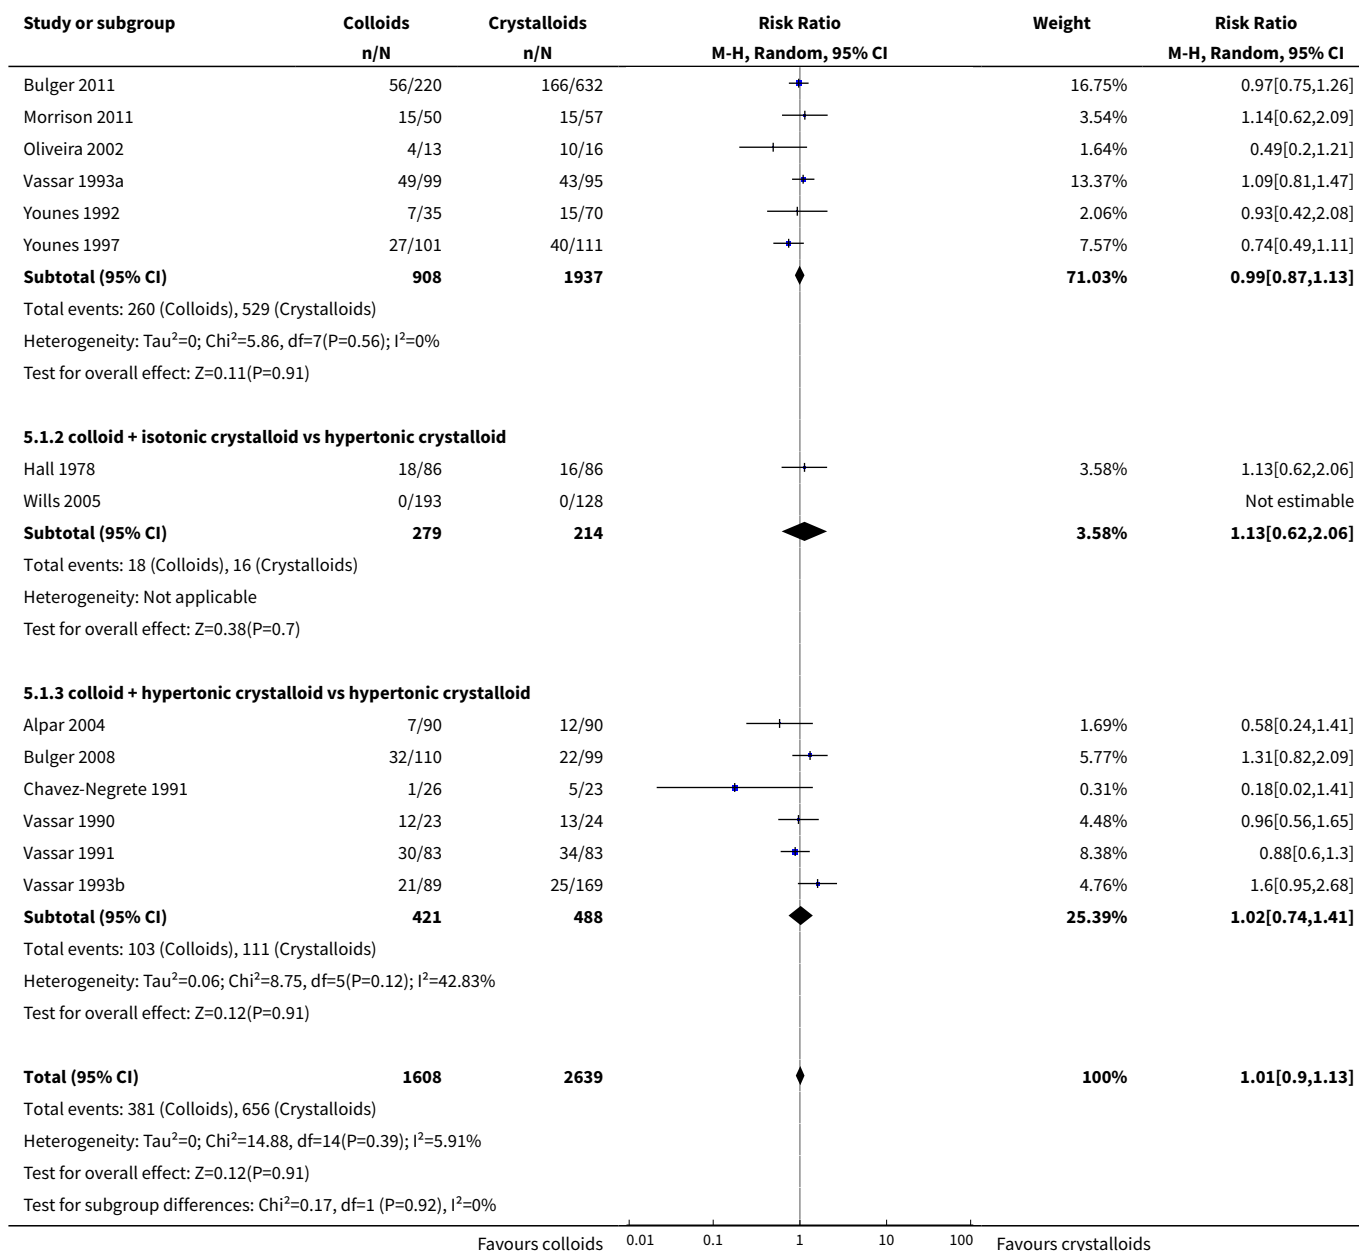 Study or subgroup Colloids Crystalloids Risk Ratio Weight Risk Ratio
n/N n/N M-H, Random, 95% CI M-H, Random, 95% CI
Bulger 2011 56/220 166/632 16.75% 0.97[0.75,1.26]
Morrison 2011 15/50 15/57 3.54% 1.14[0.62,2.09]
Oliveira 2002 4/13 10/16 1.64% 0.49[0.2,1.21]
Vassar 1993a 49/99 43/95 13.37% 1.09[0.81,1.47]
Younes 1992 7/35 15/70 2.06% 0.93[0.42,2.08]
Younes 1997 27/101 40/111 7.57% 0.74[0.49,1.11]
Subtotal (95% CI) 908 1937 71.03% 0.99[0.87,1.13]
Total events: 260 (Colloids), 529 (Crystalloids)
Heterogeneity: Tau²=0; Chi²=5.86, df=7(P=0.56); I²=0%
Test for overall effect: Z=0.11(P=0.91)
5.1.2 colloid + isotonic crystalloid vs hypertonic crystalloid
Hall 1978 18/86 16/86 3.58% 1.13[0.62,2.06]
Wills 2005 0/193 0/128 Not estimable
Subtotal (95% CI) 279 214 3.58% 1.13[0.62,2.06]
Total events: 18 (Colloids), 16 (Crystalloids)
Heterogeneity: Not applicable
Test for overall effect: Z=0.38(P=0.7)
5.1.3 colloid + hypertonic crystalloid vs hypertonic crystalloid
Alpar 2004 7/90 12/90 1.69% 0.58[0.24,1.41]
Bulger 2008 32/110 22/99 5.77% 1.31[0.82,2.09]
Chavez-Negrete 1991 1/26 5/23 0.31% 0.18[0.02,1.41]
Vassar 1990 12/23 13/24 4.48% 0.96[0.56,1.65]
Vassar 1991 30/83 34/83 8.38% 0.88[0.6,1.3]
Vassar 1993b 21/89 25/169 4.76% 1.6[0.95,2.68]
Subtotal (95% CI) 421 488 25.39% 1.02[0.74,1.41]
Total events: 103 (Colloids), 111 (Crystalloids)
Heterogeneity: Tau²=0.06; Chi²=8.75, df=5(P=0.12); I²=42.83%
Test for overall effect: Z=0.12(P=0.91)
Total (95% CI) 1608 2639 100% 1.01[0.9,1.13]
Total events: 381 (Colloids), 656 (Crystalloids)
Heterogeneity: Tau²=0; Chi²=14.88, df=14(P=0.39); I²=5.91%
Test for overall effect: Z=0.12(P=0.91)
Test for subgroup differences: Chi²=0.17, df=1 (P=0.92), I²=0%
Favours colloids 0.01 0.1 1 10 100 Favours crystalloids